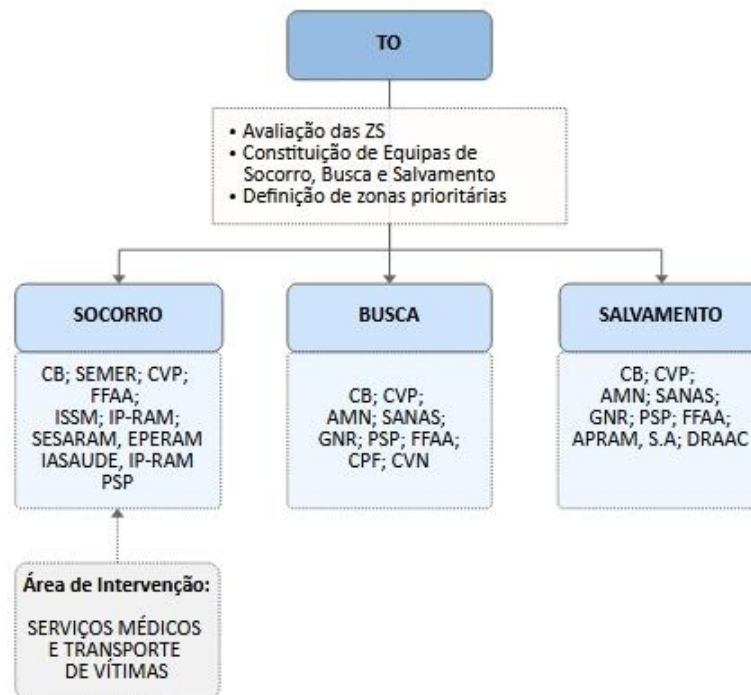 TO
• Avaliação das ZS
• Constituição de Equipas de
Socorro, Busca e Salvamento
• Definição de zonas prioritárias
SOCORRO
CB; SEMER; CVP;
FFAA;
ISSM; IP-RAM;
SESARAM, EPERAM
IASAUDE, IP-RAM
PSP
BUSCA
CB; CVP;
AMN; SANAS;
GNR; PSP; FFAA;
CPF; CVN
SALVAMENTO
CB; CVP;
AMN; SANAS;
GNR; PSP; FFAA;
APRAM, S.A; DRAAC
Área de Intervenção:
SERVIÇOS MÉDICOS
E TRANSPORTE
DE VÍTIMAS